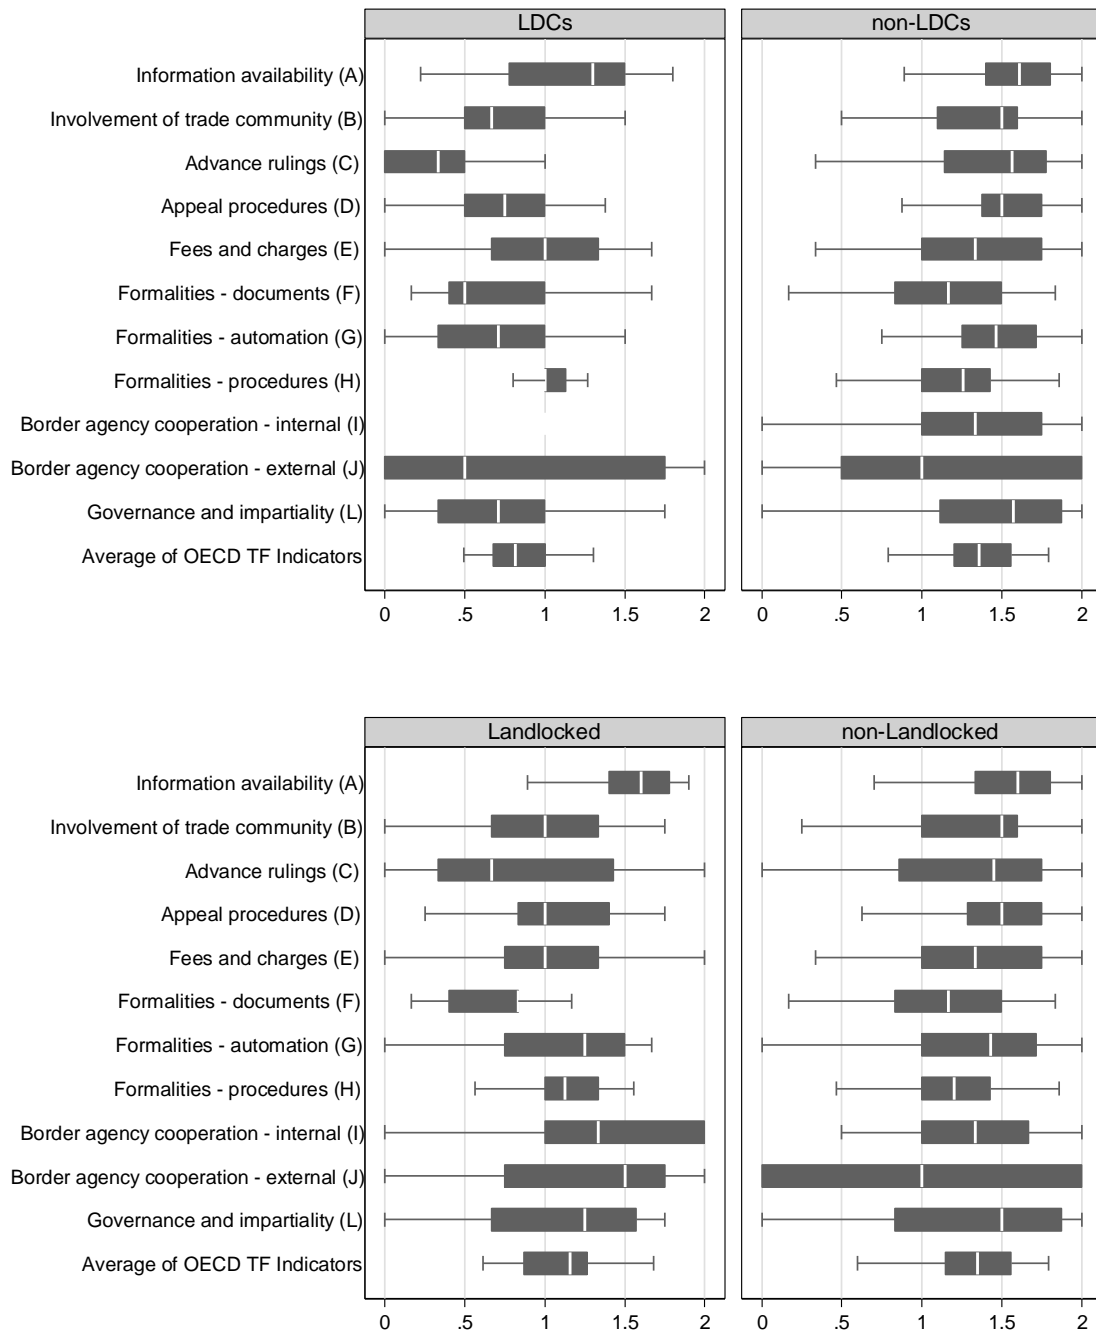 LDCs non-LDCs
Information availability (A)
Involvement of trade community (B)
Advance rulings (C)
Appeal procedures (D)
Fees and charges (E)
Formalities - documents (F)
Formalities - automation (G)
Formalities - procedures (H)
Border agency cooperation - internal (I)
Border agency cooperation - external (J)
Governance and impartiality (L)
Average of OECD TF Indicators
0 .5 1 1.5 2 0 .5 1 1.5 2
Landlocked non-Landlocked
Information availability (A)
Involvement of trade community (B)
Advance rulings (C)
Appeal procedures (D)
Fees and charges (E)
Formalities - documents (F)
Formalities - automation (G)
Formalities - procedures (H)
Border agency cooperation - internal (I)
Border agency cooperation - external (J)
Governance and impartiality (L)
Average of OECD TF Indicators
0 .5 1 1.5 2 0 .5 1 1.5 2